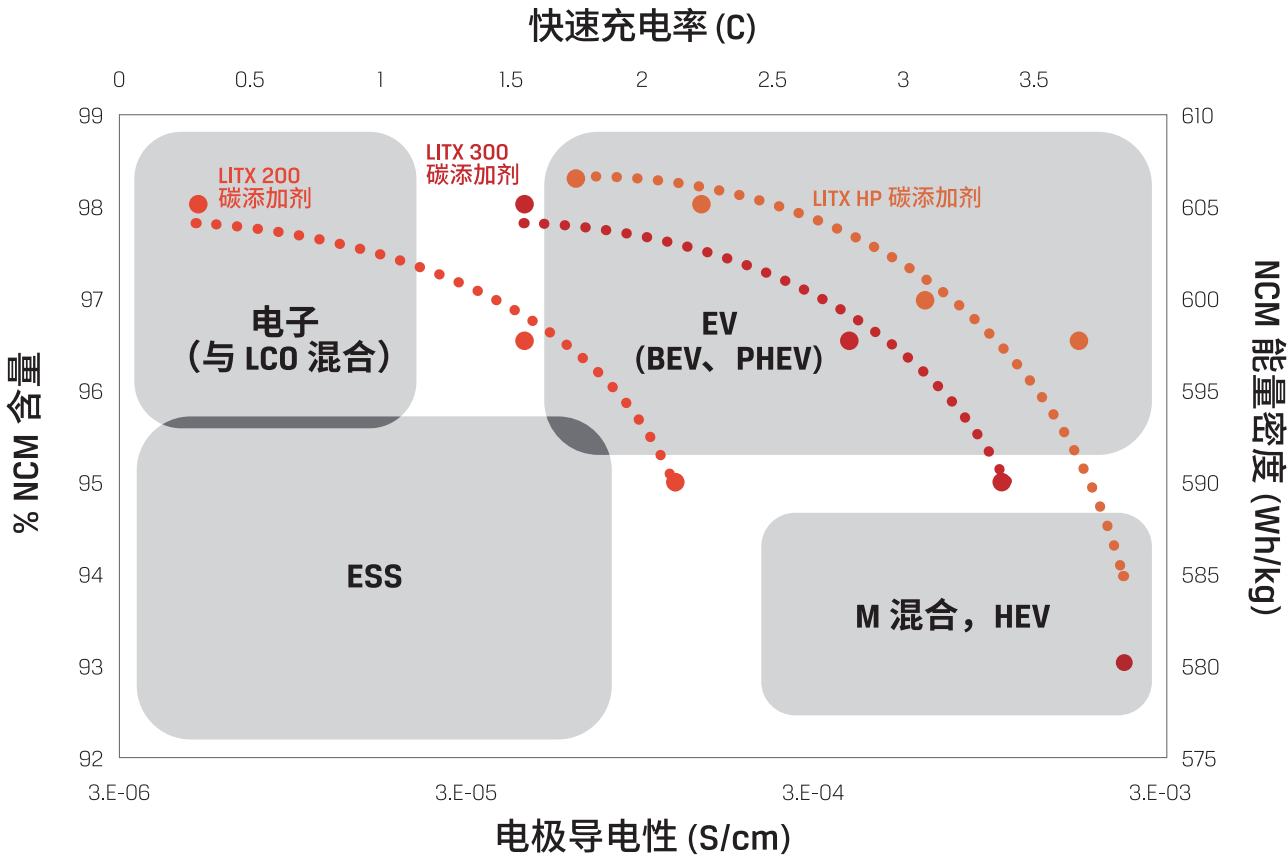 快速充电率 (C)
0 0.5 1 1.5 2 2.5 3 3.5
99
98
97
96
95
94
93
92
% NCM 含量
610
605
600
595
590
585
580
575
NCM 能量密度 (Wh/kg)
LITX 200
碳添加剂
LITX 300
碳添加剂
LITX HP 碳添加剂
电子
（与 LCO 混合）
EV
(BEV、PHEV)
ESS
M 混合，HEV
3.E-06 3.E-05 3.E-04 3.E-03
电极导电性 (S/cm)